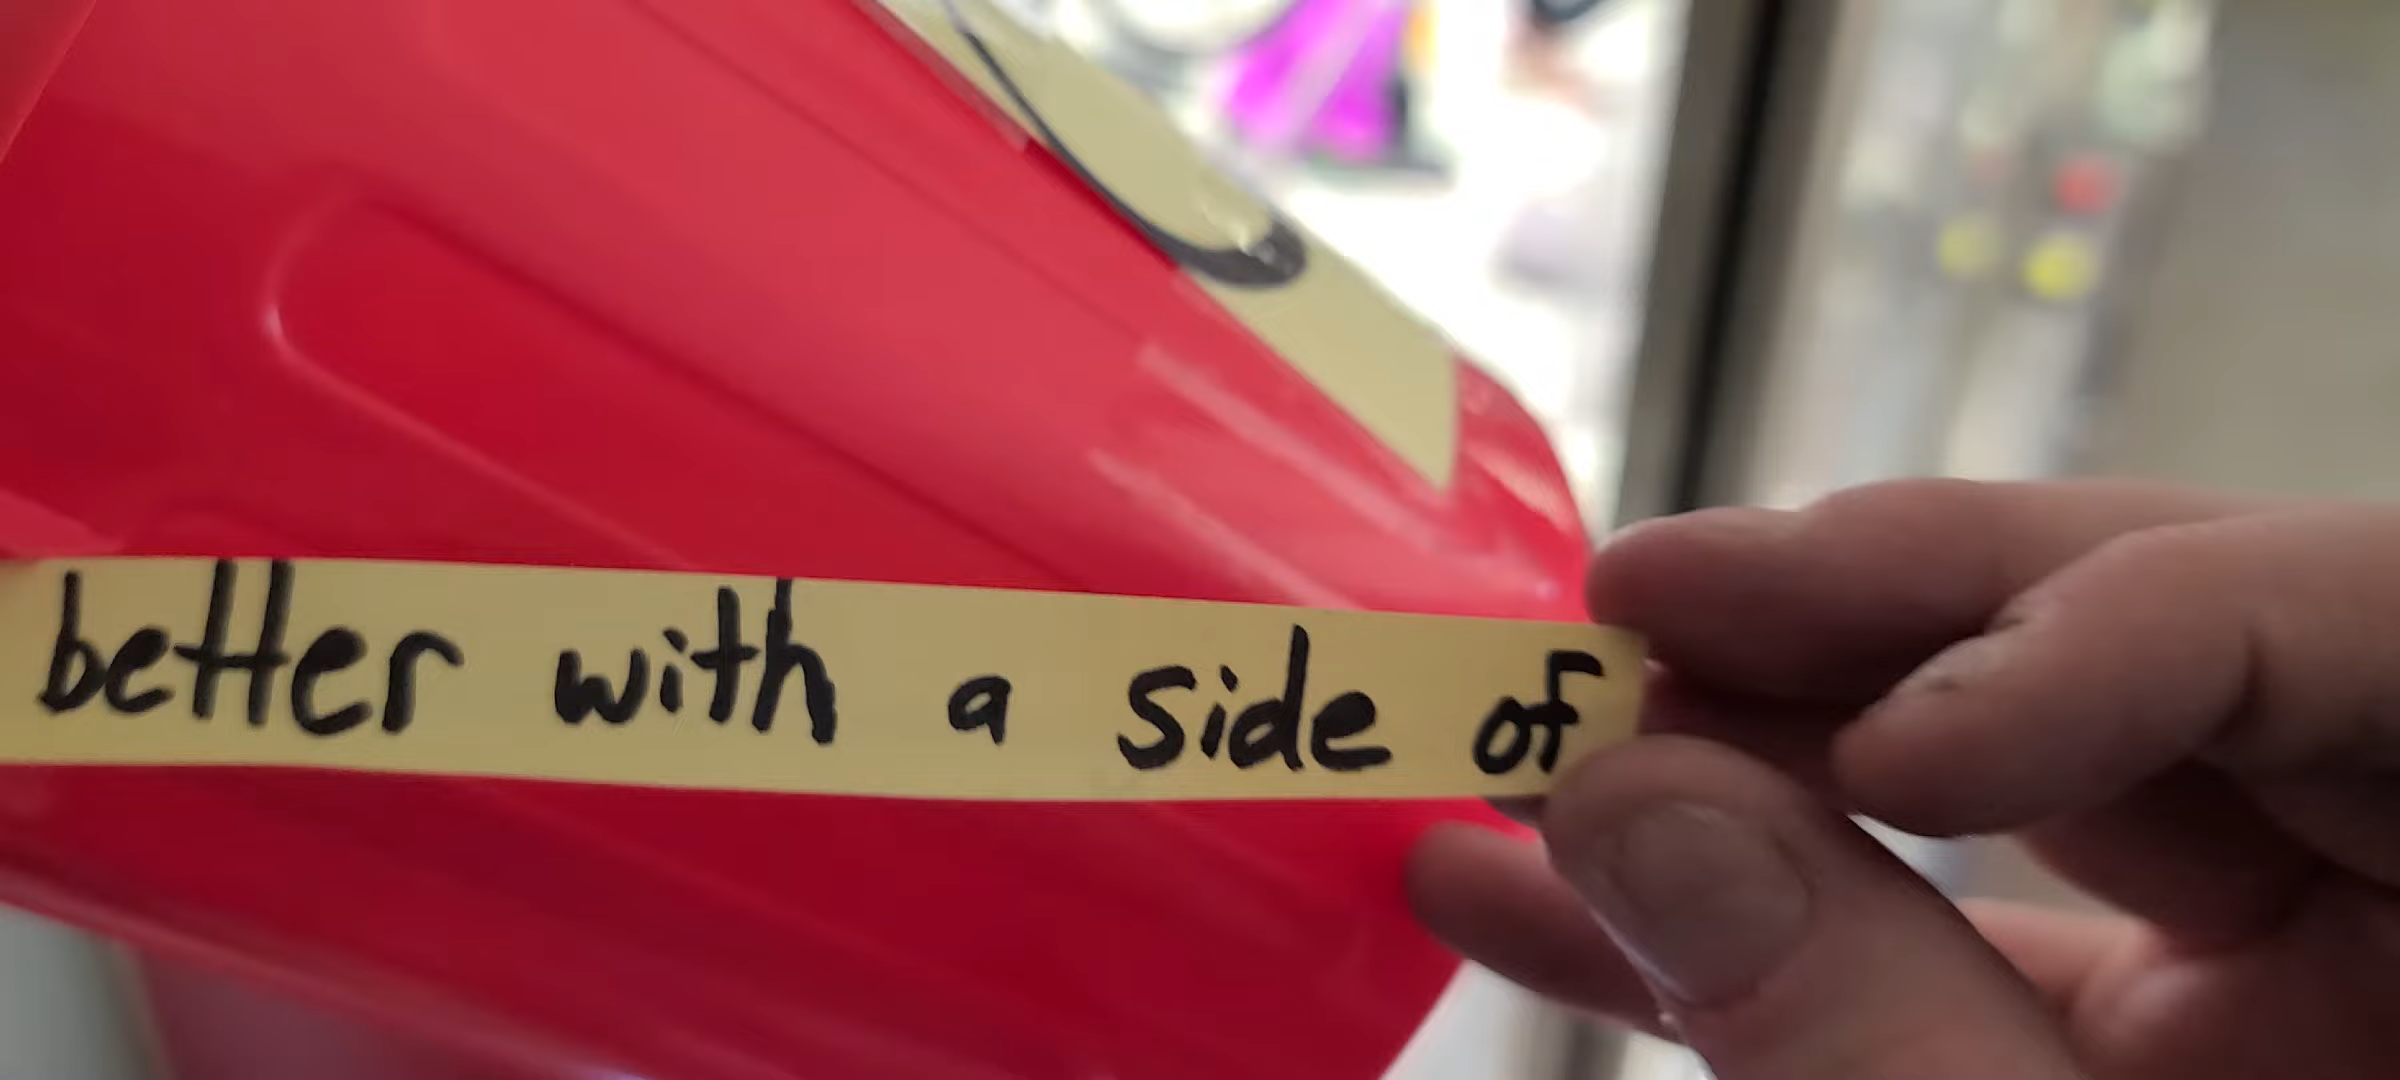 better with a side of